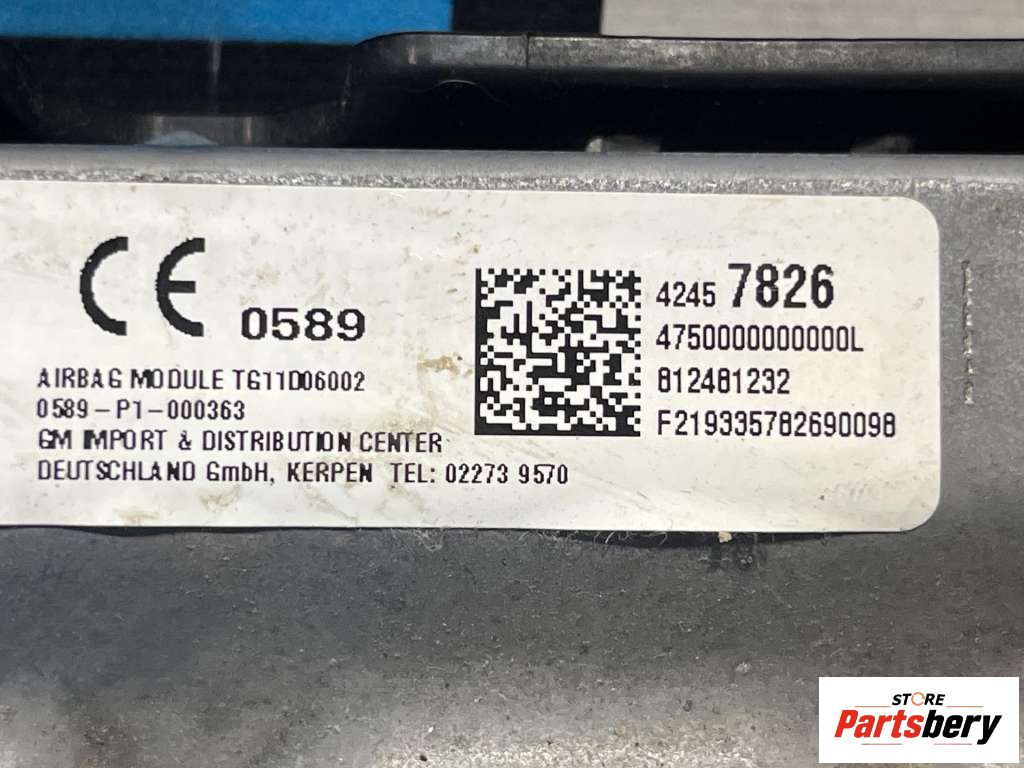 CE 0589
AIRBAG MODULE TG11D06002
0589-P1-000363
GM IMPORT & DISTRIBUTION CENTER
DEUTSCHLAND GmbH, KERPEN TEL: 02273 9570
4245 7826
4750000000000L
812481232
F219335782690098
STORE
Partsbery